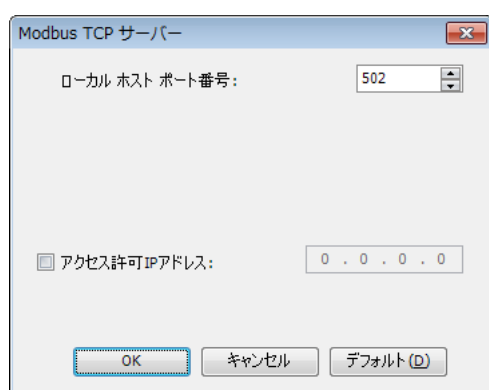 Modbus TCP サーバー
ローカル ホスト ポート番号: 502
アクセス許可IPアドレス: 0 . 0 . 0 . 0
OK キャンセル デフォルト(D)